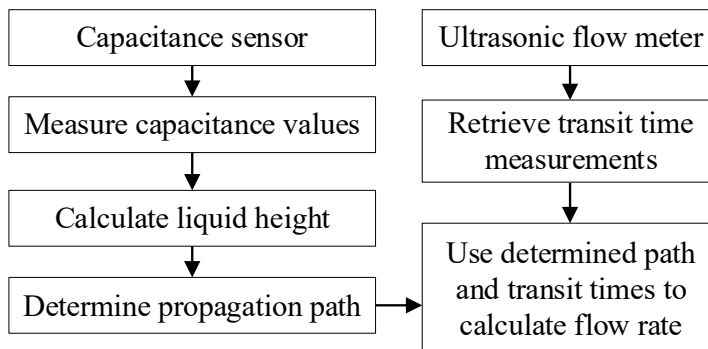 Capacitance sensor
Measure capacitance values
Calculate liquid height
Determine propagation path
Ultrasonic flow meter
Retrieve transit time
measurements
Use determined path
and transit times to
calculate flow rate